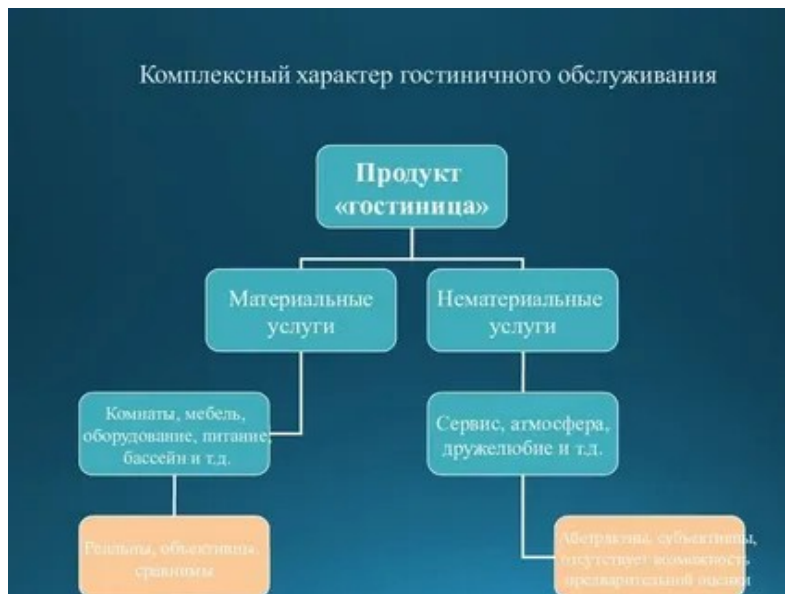 Комплексный характер гостиничного обслуживания
Продукт
«гостиница»
Материальные
услуги
Нематериальные
услуги
Комнаты, мебель,
оборудование, питание,
бассейн и т.д.
Сервис, атмосфера,
дружелюбие и т.д.
Реальны, объективны,
сравнимы
Абстрактны, субъективны,
отсутствует возможность
предварительной оценки